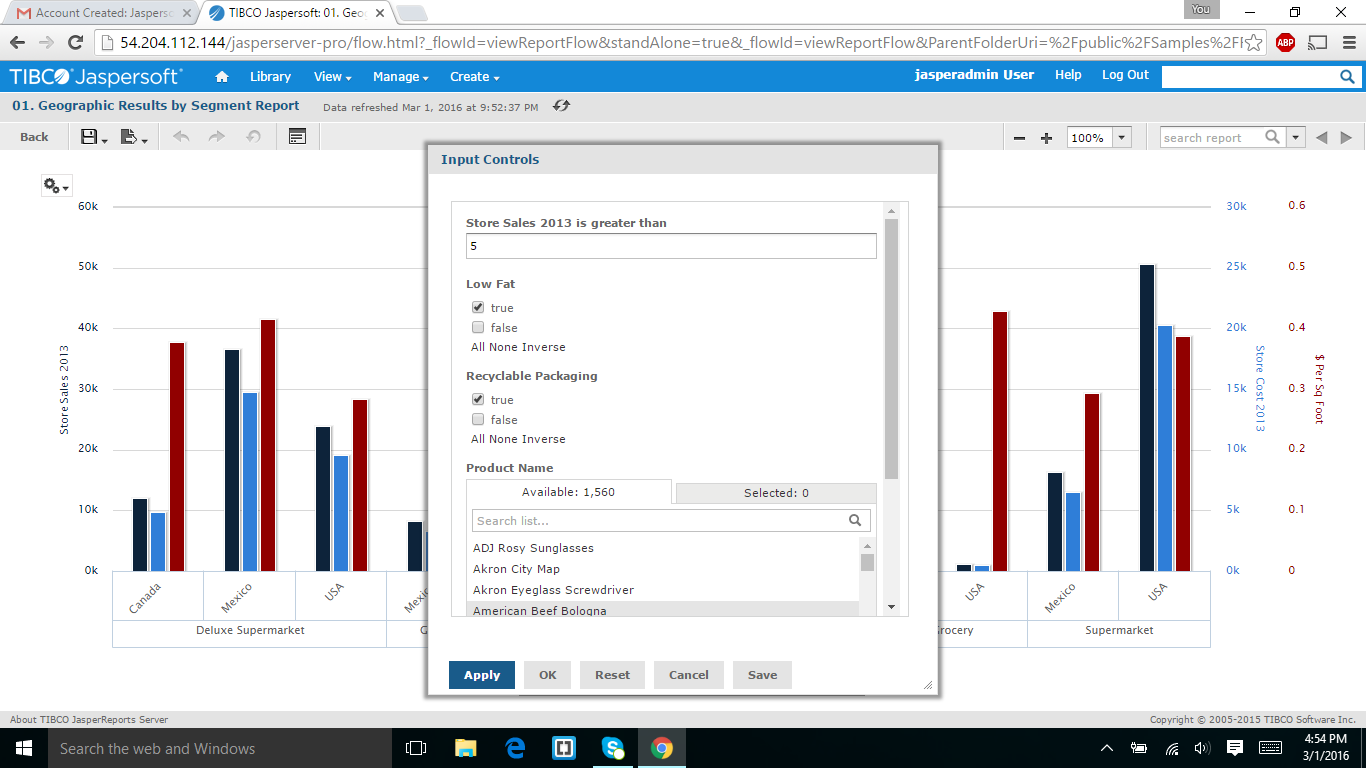 Account Created: Jaspers
TIBCO Jaspersoft: 01. Geo
You
54.204.112.144/jasperserver-pro/flow.html?_flowId=viewReportFlow&standAlone=true&_flowId=viewReportFlow&ParentFolderUri=%2Fpublic%2FSamples%2F
ABP
TIBCO Jaspersoft
Library View Manage Create
jasperadmin User Help Log Out
01. Geographic Results by Segment Report Data refreshed Mar 1, 2016 at 9:52:37 PM
Back
100%
search report
Input Controls
Store Sales 2013 is greater than
5
Low Fat
true
false
All None Inverse
Recyclable Packaging
true
false
All None Inverse
Product Name
Available: 1,560 Selected: 0
Search list...
ADJ Rosy Sunglasses
Akron City Map
Akron Eyeglass Screwdriver
American Beef Bologna
Apply OK Reset Cancel Save
60k
50k
40k
30k
20k
10k
0k
Store Sales 2013
30k
25k
20k
15k
10k
5k
0k
Store Cost 2013
0.6
0.5
0.4
0.3
0.2
0.1
0
$ Per Sq Foot
Canada Mexico USA USA Mexico USA
Deluxe Supermarket Supermarket
About TIBCO JasperReports Server
Copyright © 2005-2015 TIBCO Software Inc.
Search the web and Windows
4:54 PM
3/1/2016